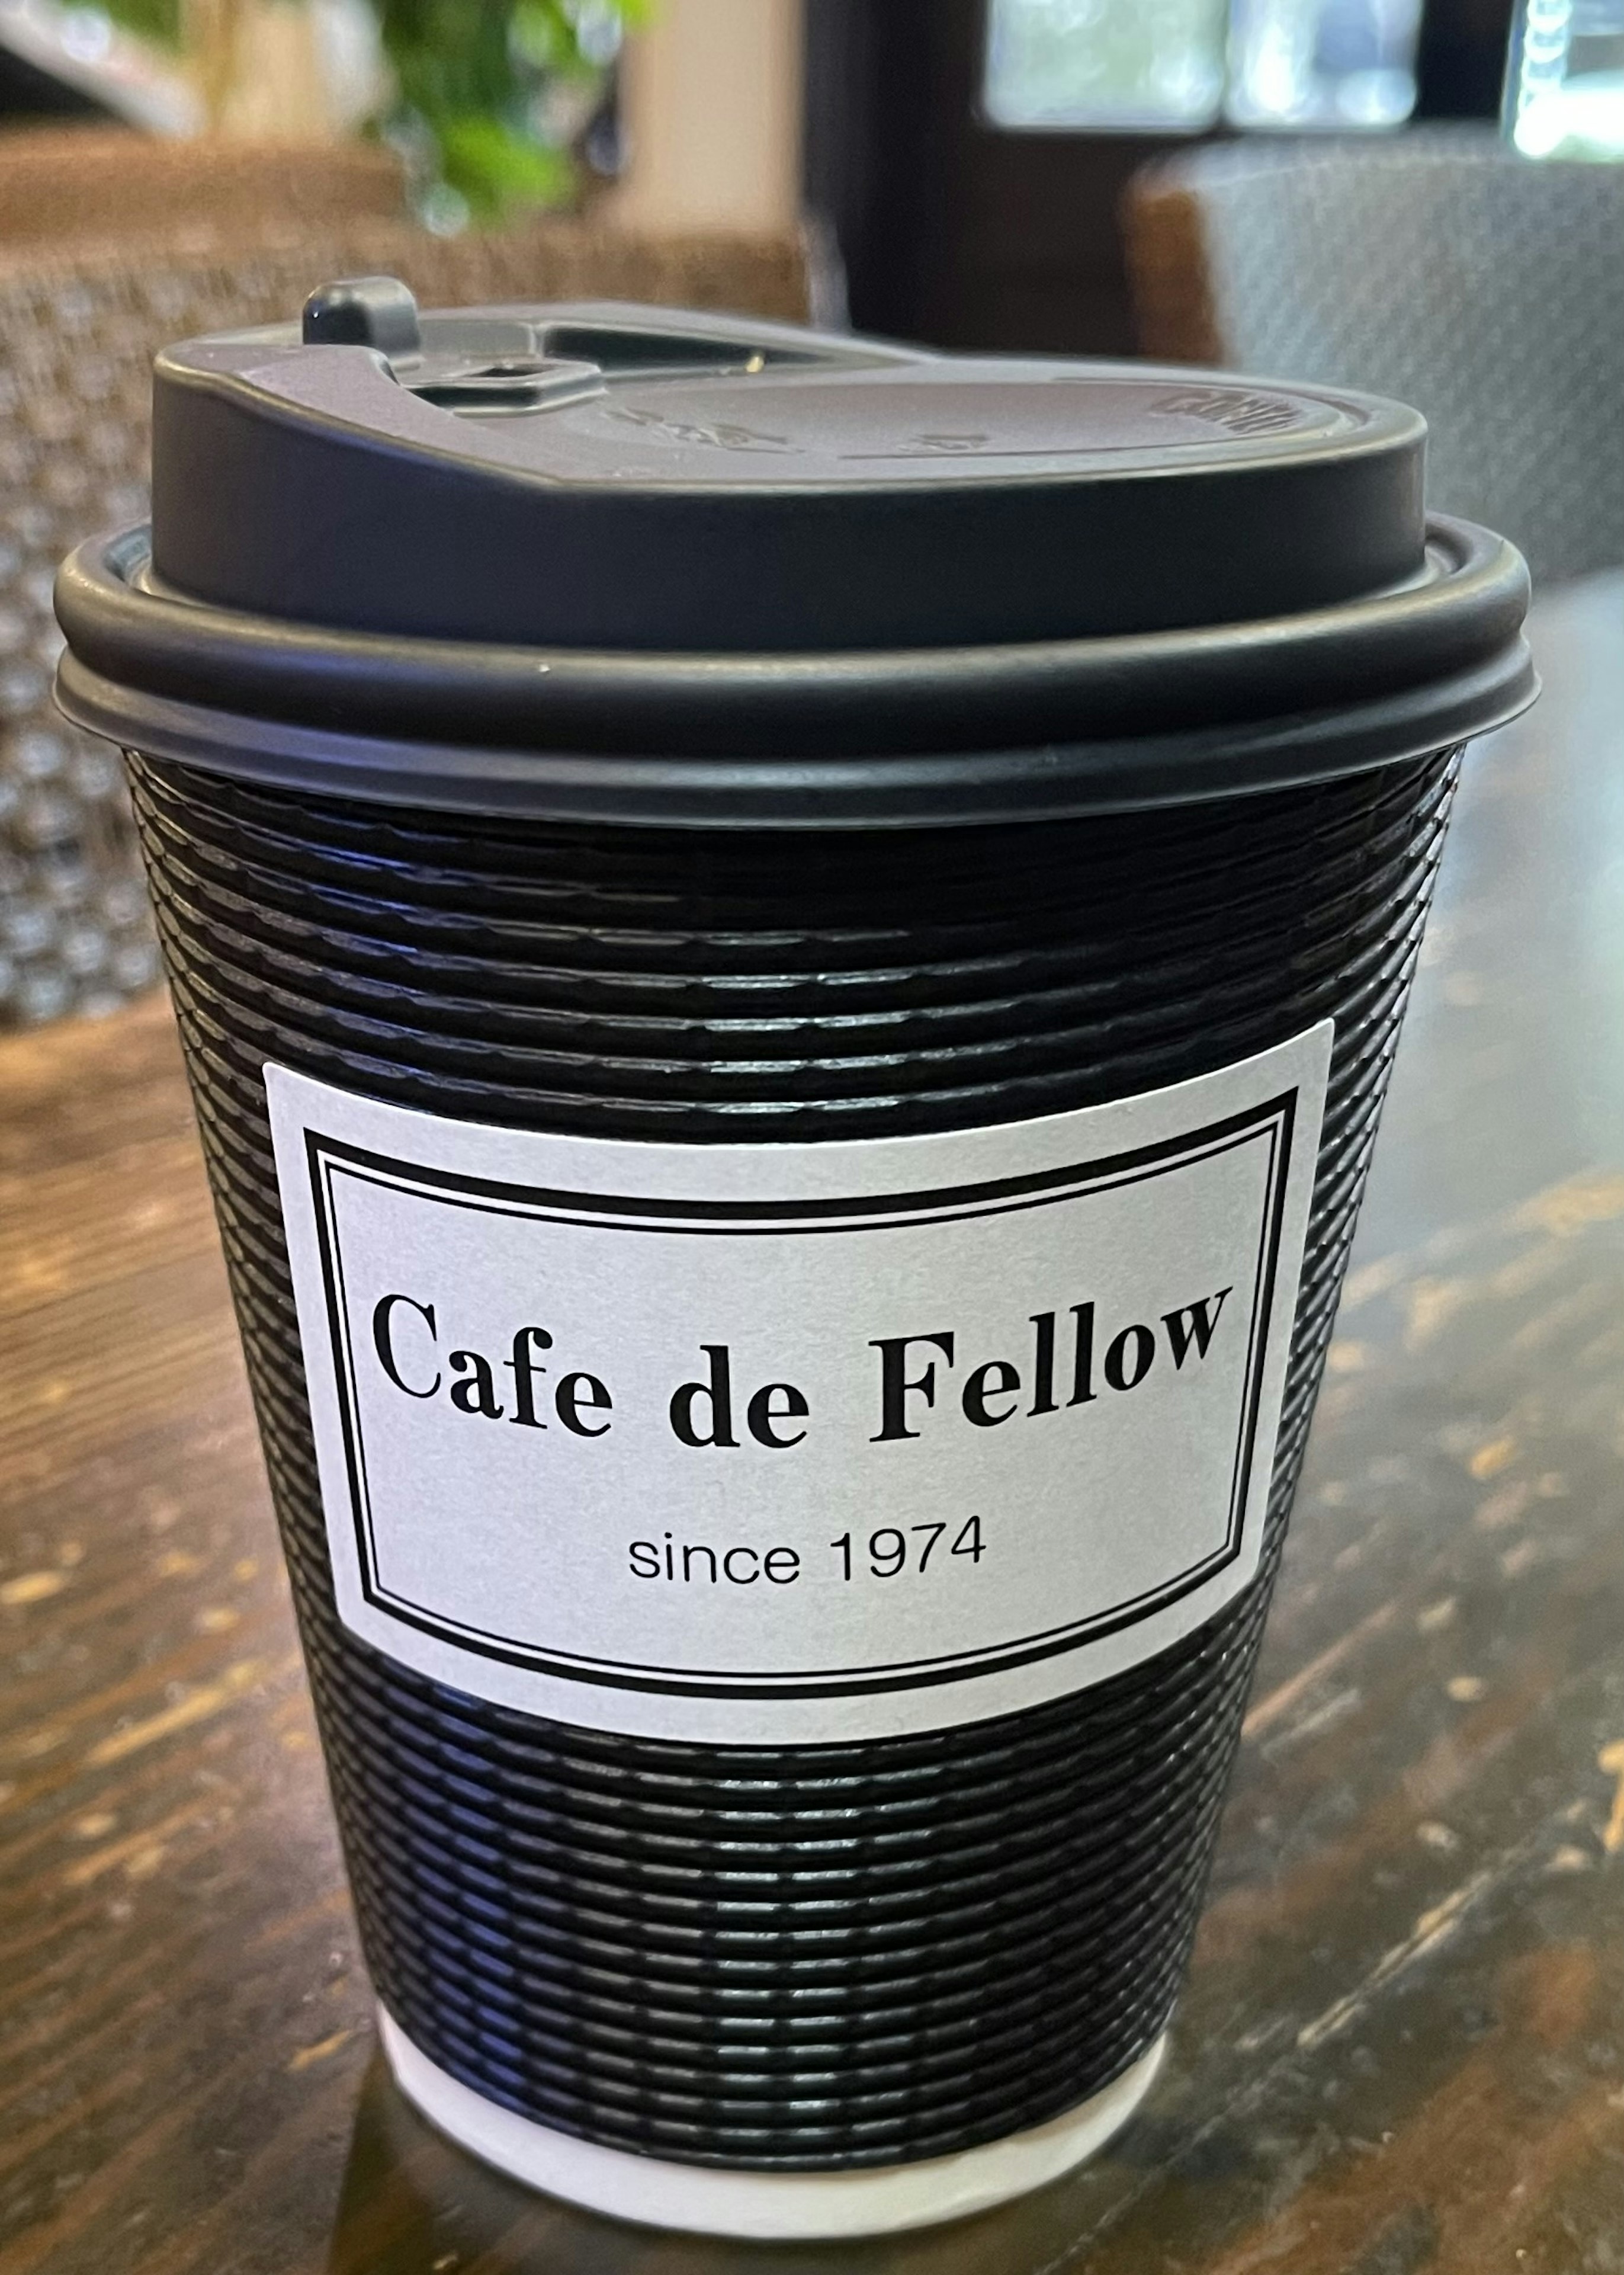 Cafe de Fellow
since 1974